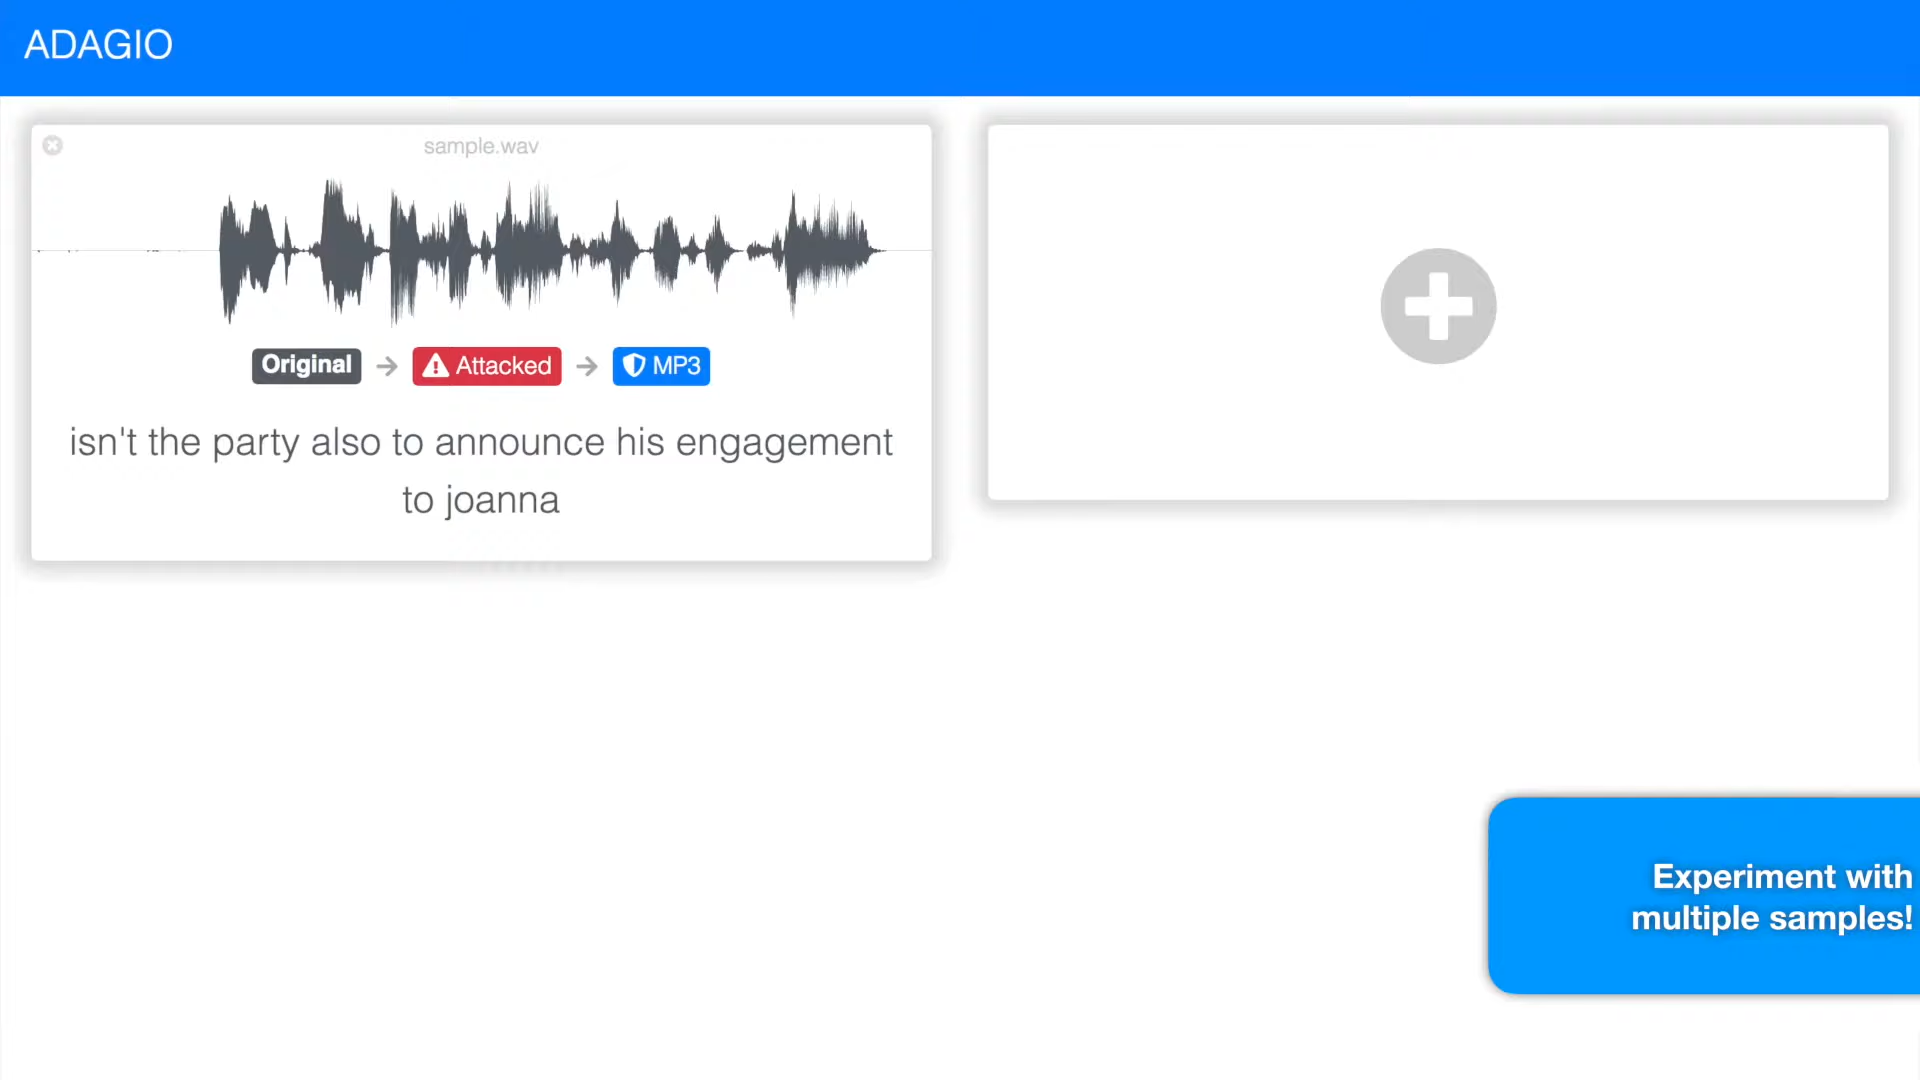 ADAGIO
sample.wav
Original Attacked MP3
isn't the party also to announce his engagement
to joanna
Experiment with
multiple samples!